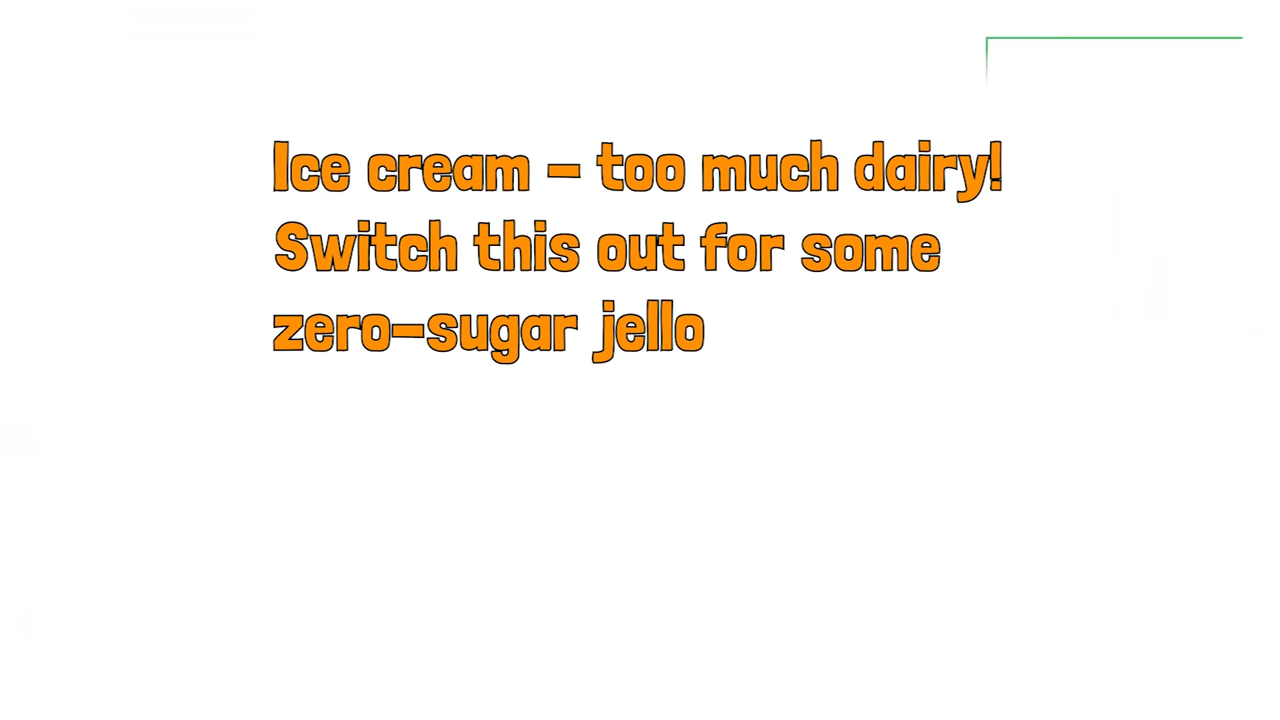 Ice cream - too much dairy!
Switch this out for some
zero-sugar jello